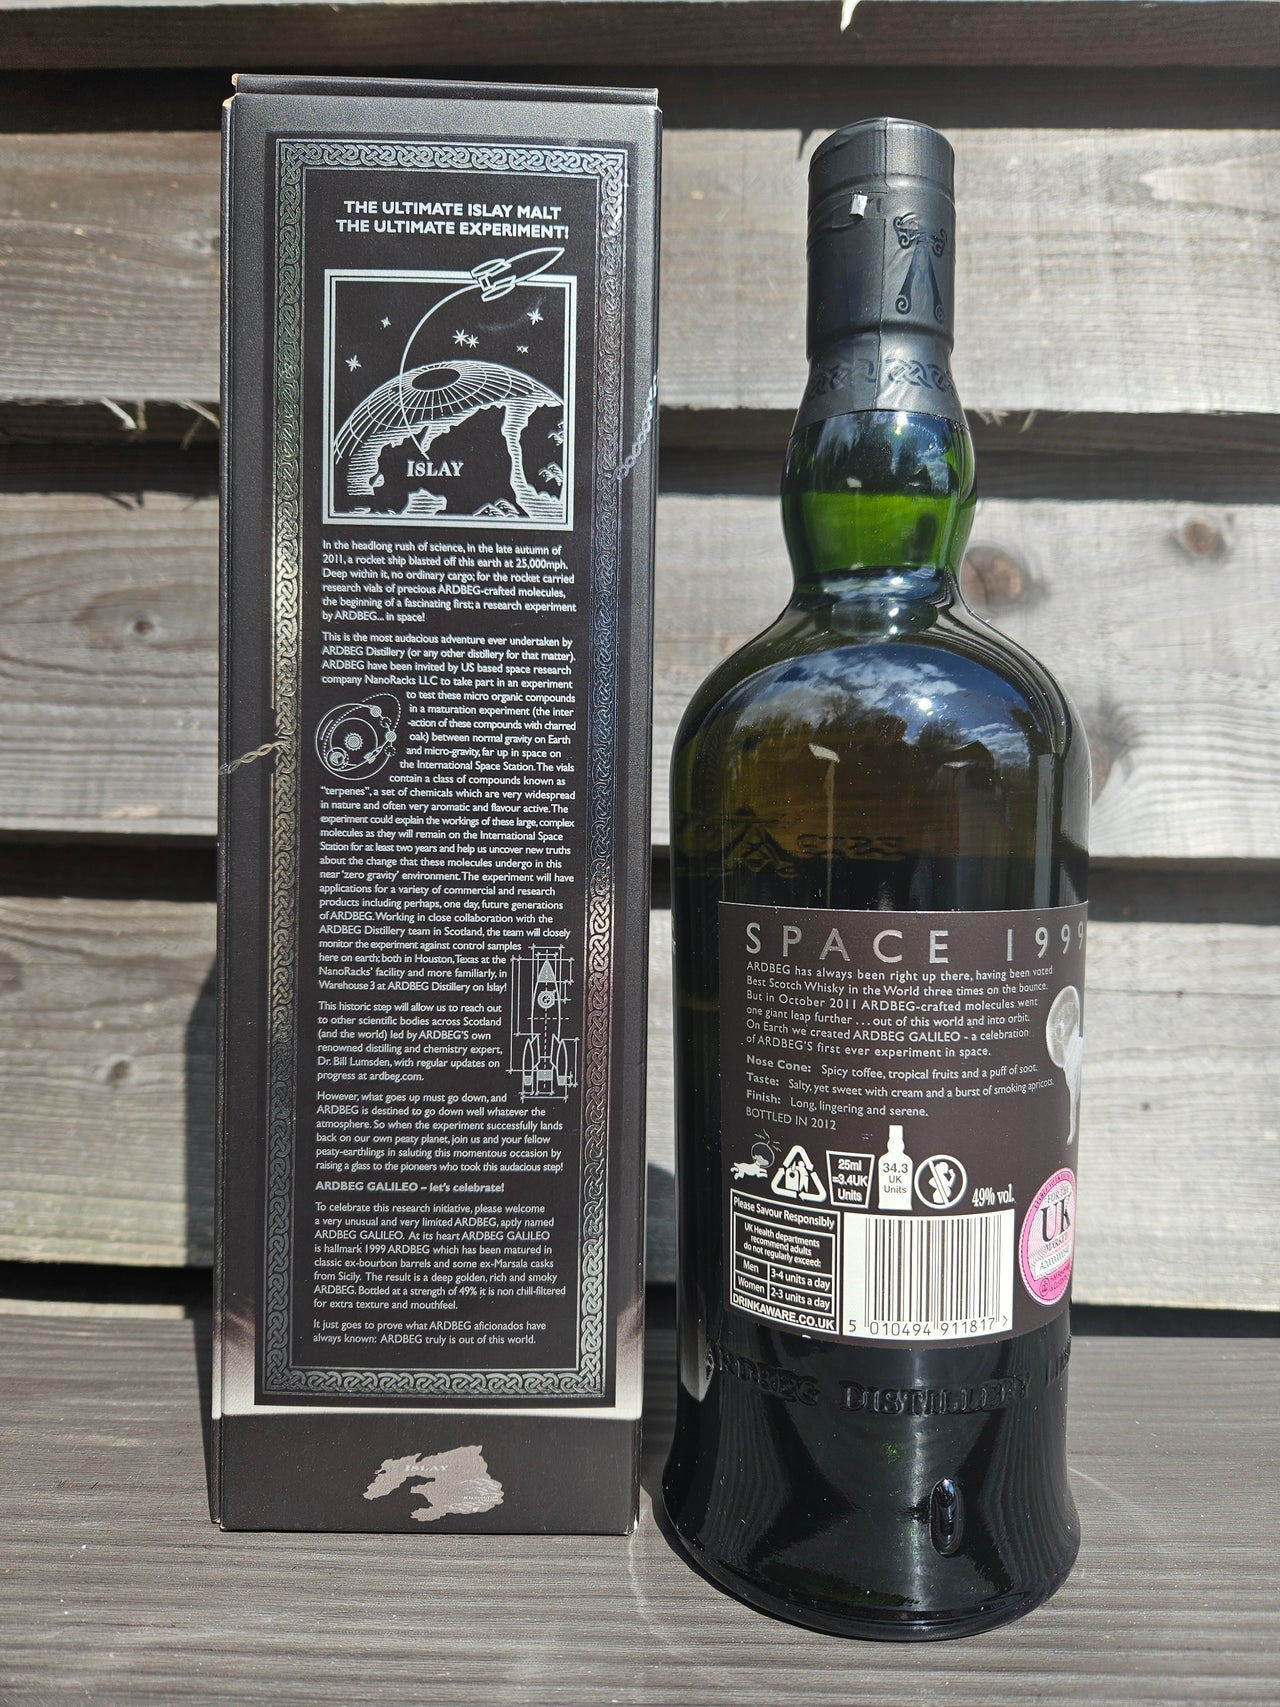 THE ULTIMATE ISLAY MALT
THE ULTIMATE EXPERIMENT!
ISLAY
In the headlong rush of science, in the late autumn of
2011, a rocket ship blasted off this earth at 25,000mph.
Deep within it, no ordinary cargo; for the rocket carried
research vials of precious ARDBEG-crafted molecules,
the beginning of a fascinating first; a research experiment
by ARDBEG... in space!
This is the most audacious adventure ever undertaken by
ARDBEG Distillery (or any other distillery for that matter).
ARDBEG have been invited by US based space research
company NanoRacks LLC to take part in an experiment
to test these micro organic compounds
in a maturation experiment (the inter
-action of these compounds with charred
oak) between normal gravity on Earth
and micro-gravity, far up in space on
the International Space Station. The vials
contain a class of compounds known as
"terpenes", a set of chemicals which are very widespread
in nature and often very aromatic and flavour active. The
experiment could explain the workings of these large, complex
molecules as they will remain on the International Space
Station for at least two years and help us uncover new truths
about the change that these molecules undergo in this
near 'zero gravity' environment. The experiment will have
applications for a variety of commercial and research
products including perhaps, one day, future generations
of ARDBEG. Working in close collaboration with the
ARDBEG Distillery team in Scotland, the team will closely
monitor the experiment against control samples
here on earth; both in Houston, Texas at the
NanoRacks' facility and more familiarly, in
Warehouse 3 at ARDBEG Distillery on Islay!
This historic step will allow us to reach out
to other scientific bodies across Scotland
(and the world) led by ARDBEG'S own
renowned distilling and chemistry expert,
Dr. Bill Lumsden, with regular updates on
progress at ardbeg.com.
However, what goes up must go down, and
ARDBEG is destined to go down well whatever the
atmosphere. So when the experiment successfully lands
back on our own peaty planet, join us and your fellow
peaty-earthlings in saluting this momentous occasion by
raising a glass to the pioneers who took this audacious step!
ARDBEG GALILEO – let's celebrate!
To celebrate this research initiative, please welcome
a very unusual and very limited ARDBEG, aptly named
ARDBEG GALILEO. At its heart ARDBEG GALILEO
is hallmark 1999 ARDBEG which has been matured in
classic ex-bourbon barrels and some ex-Marsala casks
from Sicily. The result is a deep golden, rich and smoky
ARDBEG. Bottled at a strength of 49% it is non chill-filtered
for extra texture and mouthfeel.
It just goes to prove what ARDBEG aficionados have
always known: ARDBEG truly is out of this world.
ISLAY
SPACE 1999
ARDBEG has always been right up there, having been voted
Best Scotch Whisky in the World three times on the bounce.
But in October 2011 ARDBEG-crafted molecules went
one giant leap further ... out of this world and into orbit.
On Earth we created ARDBEG GALILEO - a celebration
of ARDBEG'S first ever experiment in space.
Nose Cone: Spicy toffee, tropical fruits and a puff of soot.
Taste: Salty, yet sweet with cream and a burst of smoking apricots.
Finish: Long, lingering and serene.
BOTTLED IN 2012
25ml
=3.4UK
Units
34.3
UK
Units
49% vol.
Please Savour Responsibly
UK Health departments
recommend adults
do not regularly exceed:
Men 3-4 units a day
Women 2-3 units a day
DRINKAWARE.CO.UK
5 010494 911817 >
FOR THE
UK
MARKET
ARDBEG DISTILLERY